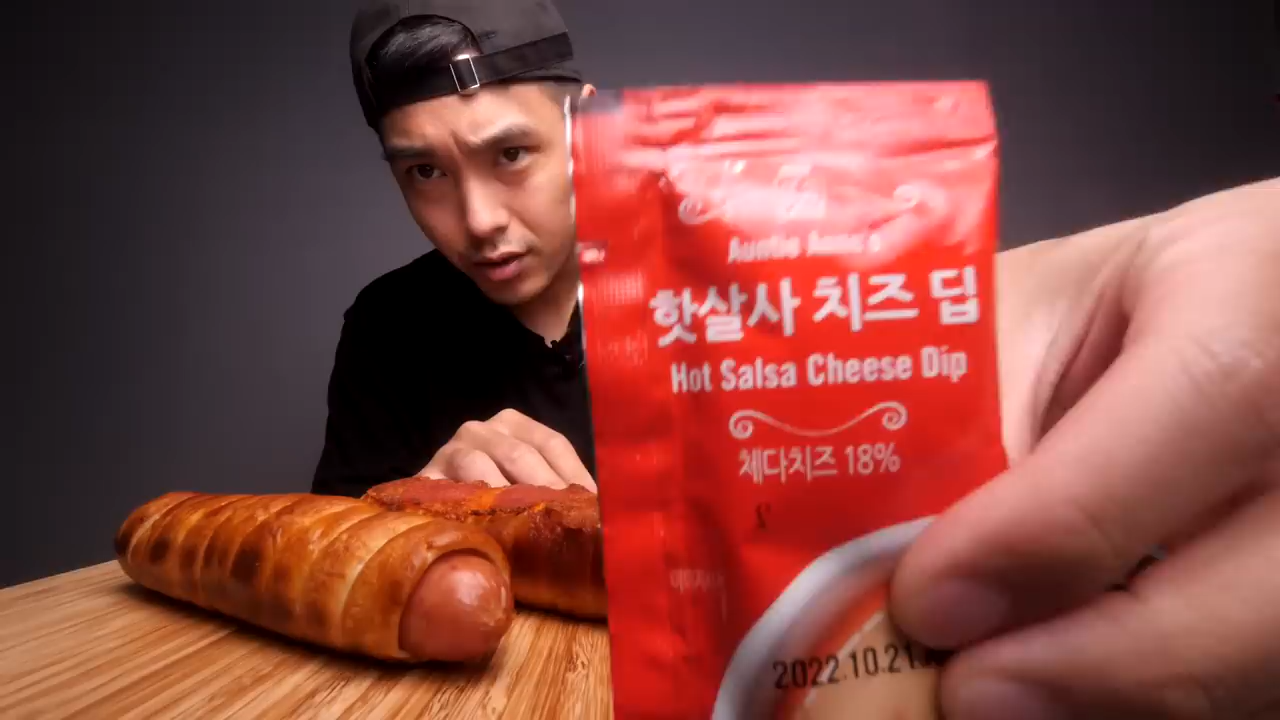 Auntie Anne's
핫살사 치즈 딥
Hot Salsa Cheese Dip
체다치즈 18%
2022.10.21